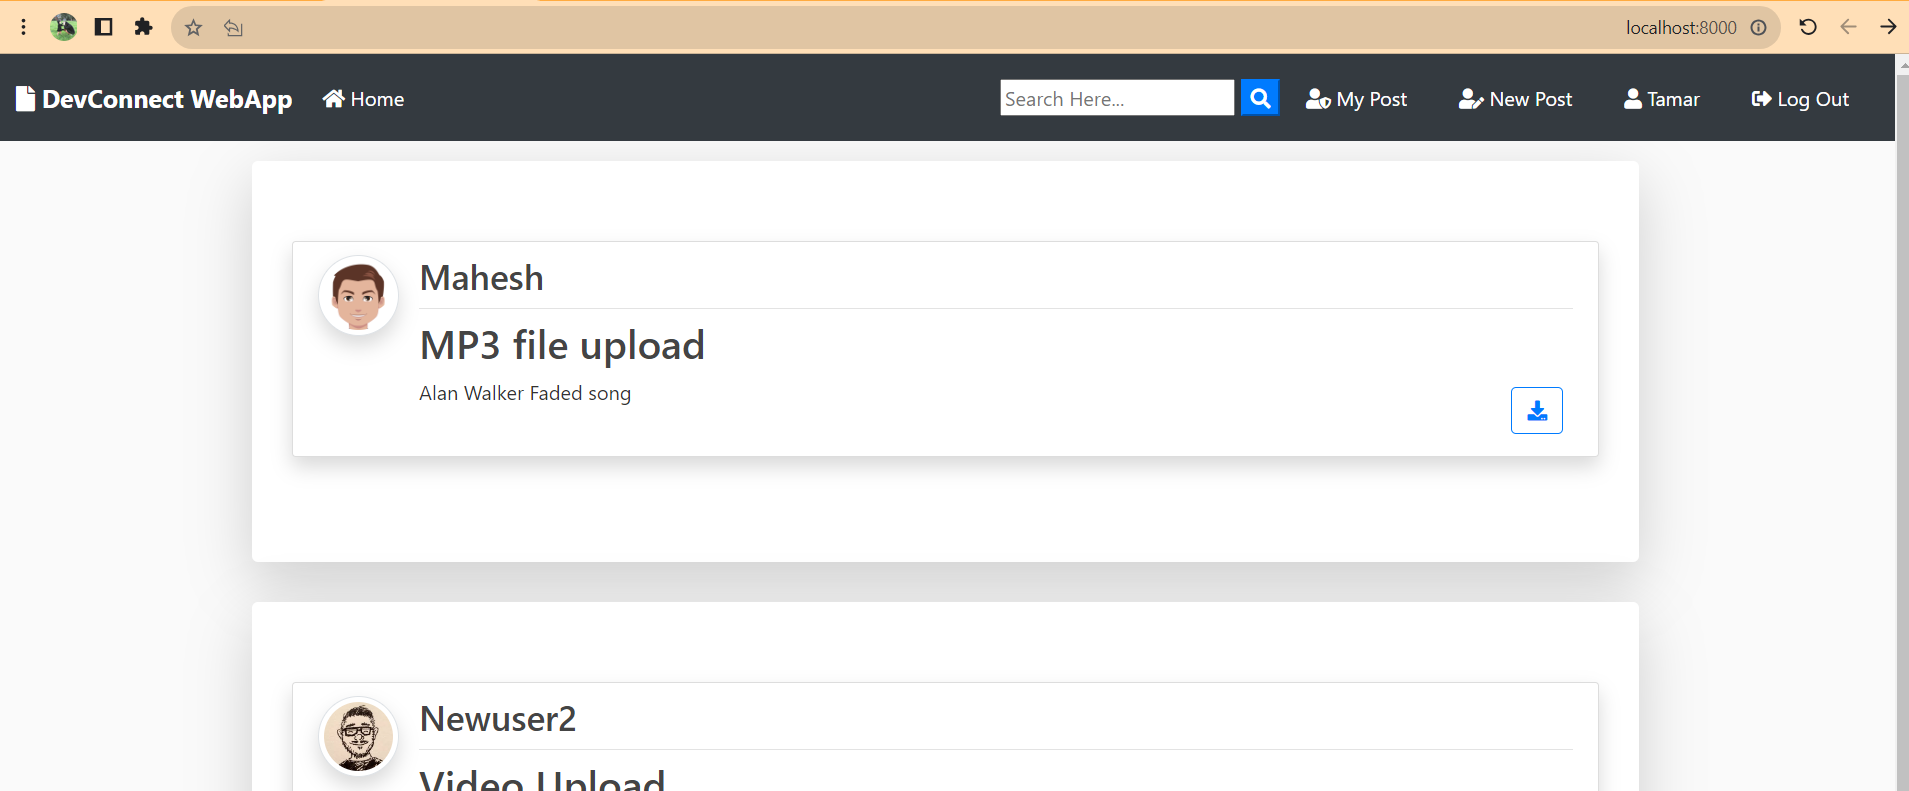 localhost:8000
DevConnect WebApp Home Search Here... My Post New Post Tamar Log Out
Mahesh
MP3 file upload
Alan Walker Faded song
Newuser2
Video Upload